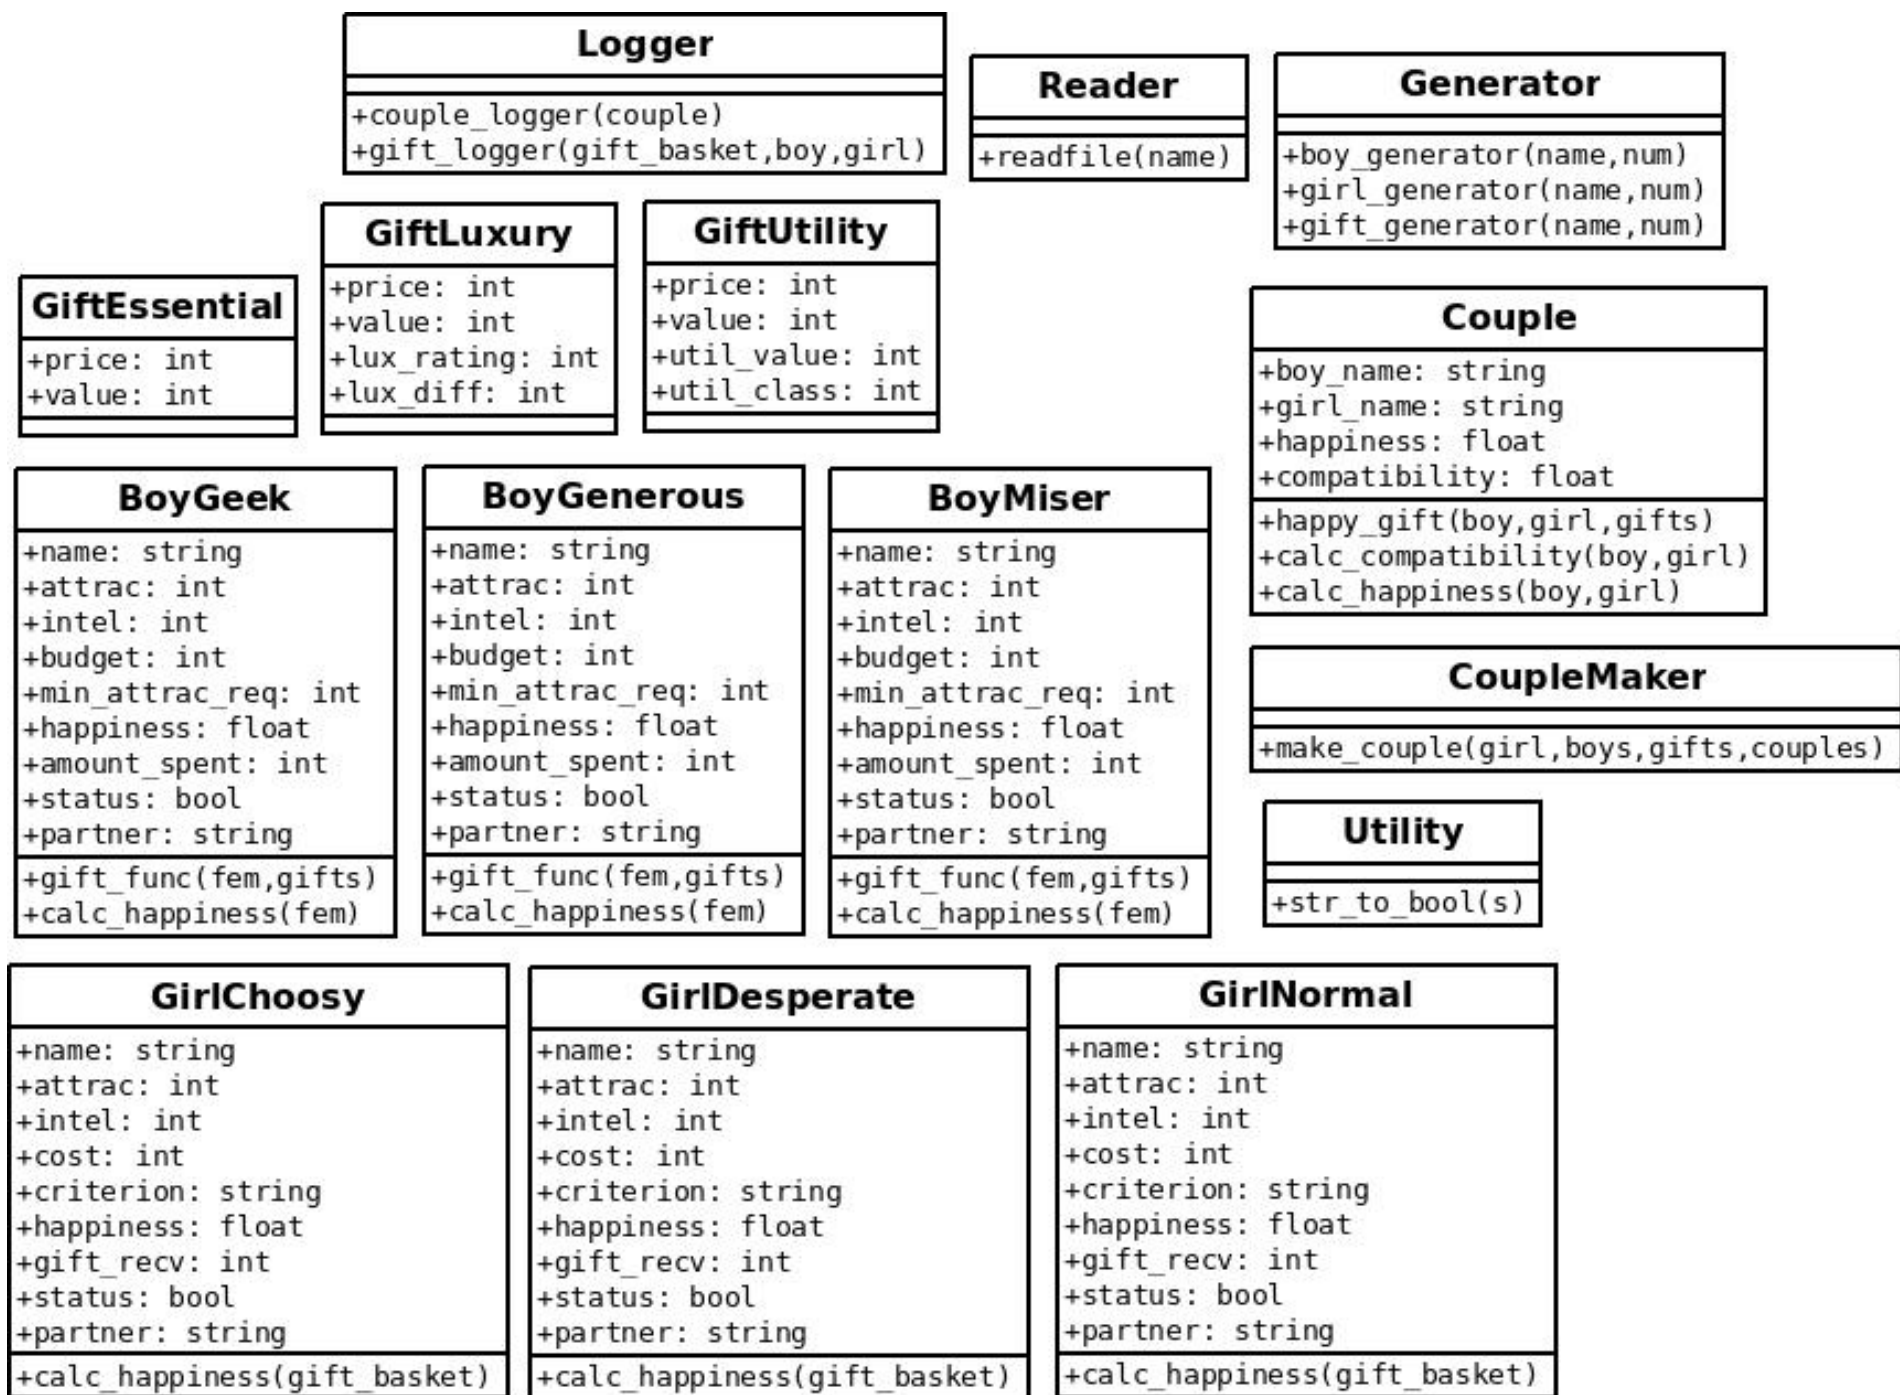 Logger
+couple_logger(couple)
+gift_logger(gift_basket,boy,girl)
Reader
+readfile(name)
Generator
+boy_generator(name,num)
+girl_generator(name,num)
+gift_generator(name,num)
GiftEssential
+price: int
+value: int
GiftLuxury
+price: int
+value: int
+lux_rating: int
+lux_diff: int
GiftUtility
+price: int
+value: int
+util_value: int
+util_class: int
Couple
+boy_name: string
+girl_name: string
+happiness: float
+compatibility: float
+happy_gift(boy,girl,gifts)
+calc_compatibility(boy,girl)
+calc_happiness(boy,girl)
BoyGeek
+name: string
+attrac: int
+intel: int
+budget: int
+min_attrac_req: int
+happiness: float
+amount_spent: int
+status: bool
+partner: string
+gift_func(fem,gifts)
+calc_happiness(fem)
BoyGenerous
+name: string
+attrac: int
+intel: int
+budget: int
+min_attrac_req: int
+happiness: float
+amount_spent: int
+status: bool
+partner: string
+gift_func(fem,gifts)
+calc_happiness(fem)
BoyMiser
+name: string
+attrac: int
+intel: int
+budget: int
+min_attrac_req: int
+happiness: float
+amount_spent: int
+status: bool
+partner: string
+gift_func(fem,gifts)
+calc_happiness(fem)
CoupleMaker
+make_couple(girl,boys,gifts,couples)
Utility
+str_to_bool(s)
GirlChoosy
+name: string
+attrac: int
+intel: int
+cost: int
+criterion: string
+happiness: float
+gift_recv: int
+status: bool
+partner: string
+calc_happiness(gift_basket)
GirlDesperate
+name: string
+attrac: int
+intel: int
+cost: int
+criterion: string
+happiness: float
+gift_recv: int
+status: bool
+partner: string
+calc_happiness(gift_basket)
GirlNormal
+name: string
+attrac: int
+intel: int
+cost: int
+criterion: string
+happiness: float
+gift_recv: int
+status: bool
+partner: string
+calc_happiness(gift_basket)